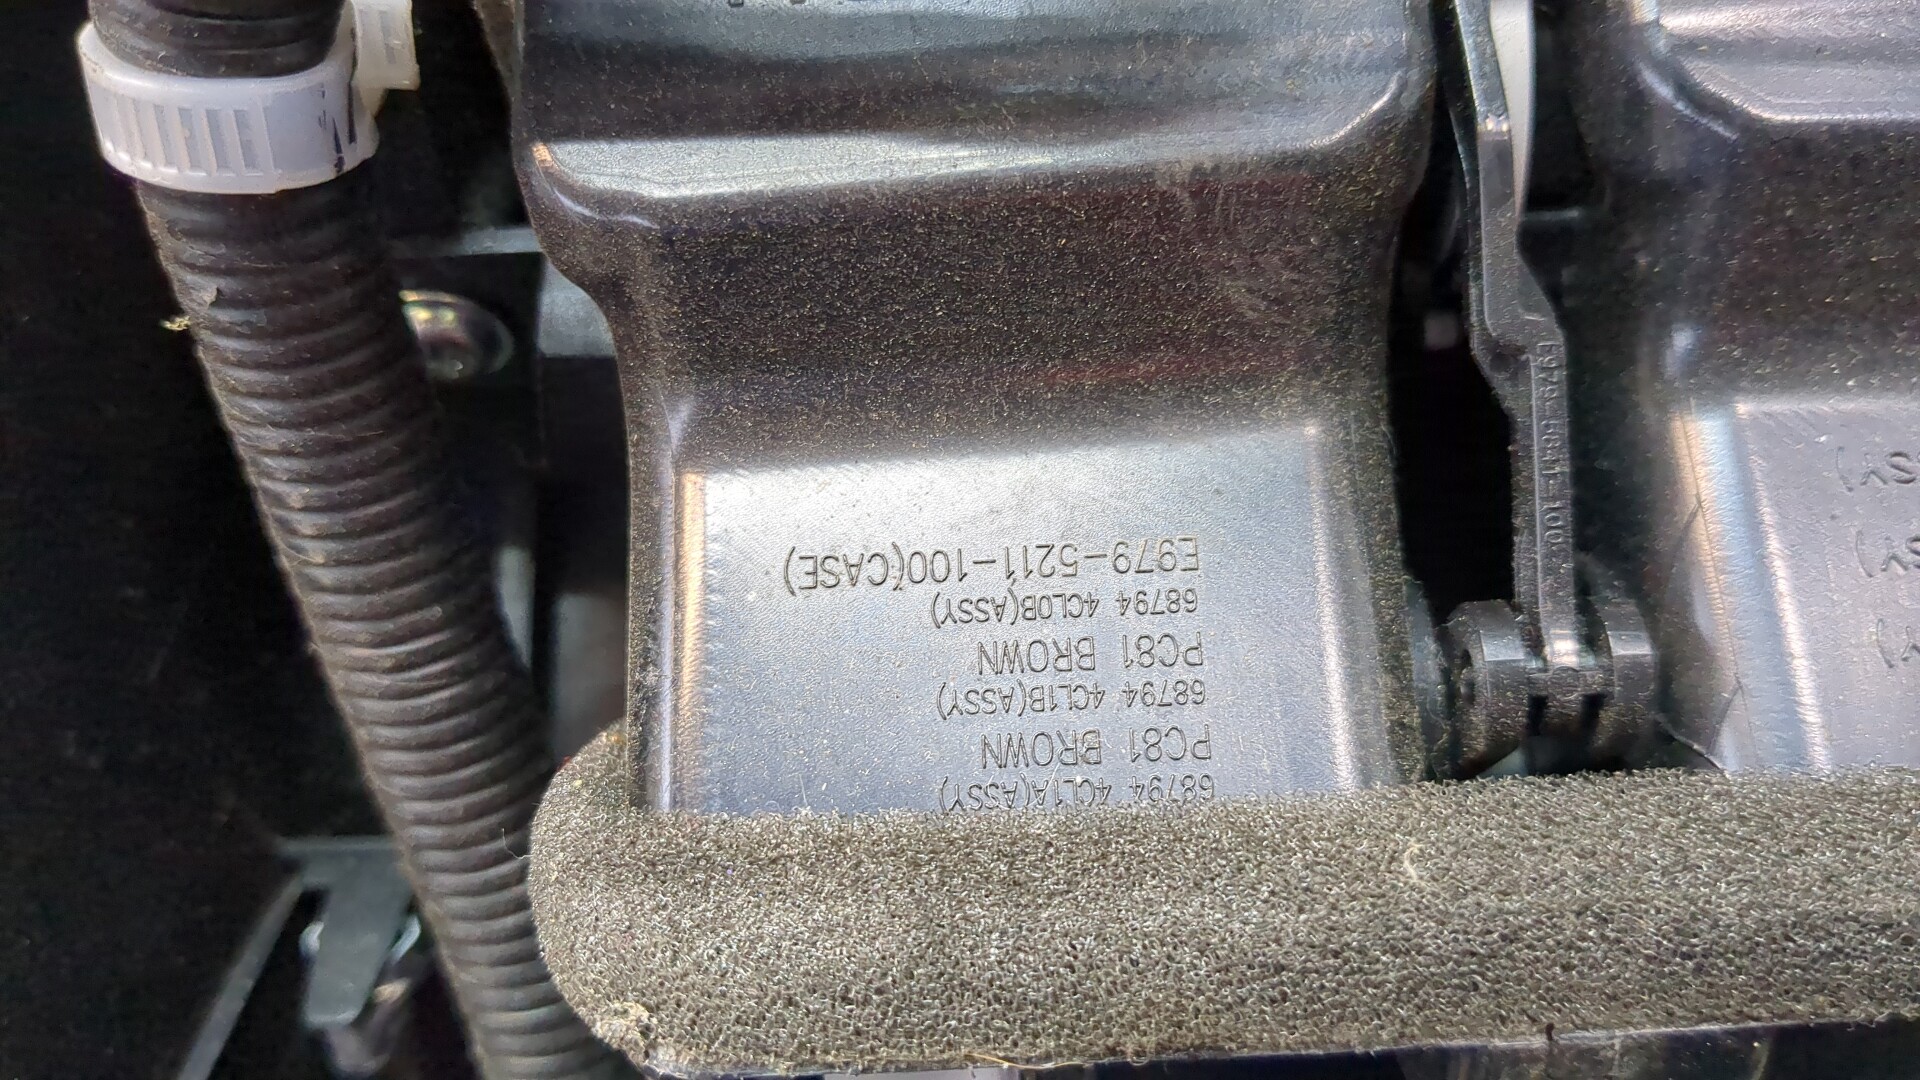 68794 4CL1A(ASSY)
PC81 BROWN
68794 4CL1B(ASSY)
PC81 BROWN
68794 4CL0B(ASSY)
E979-5211-100(CASE)